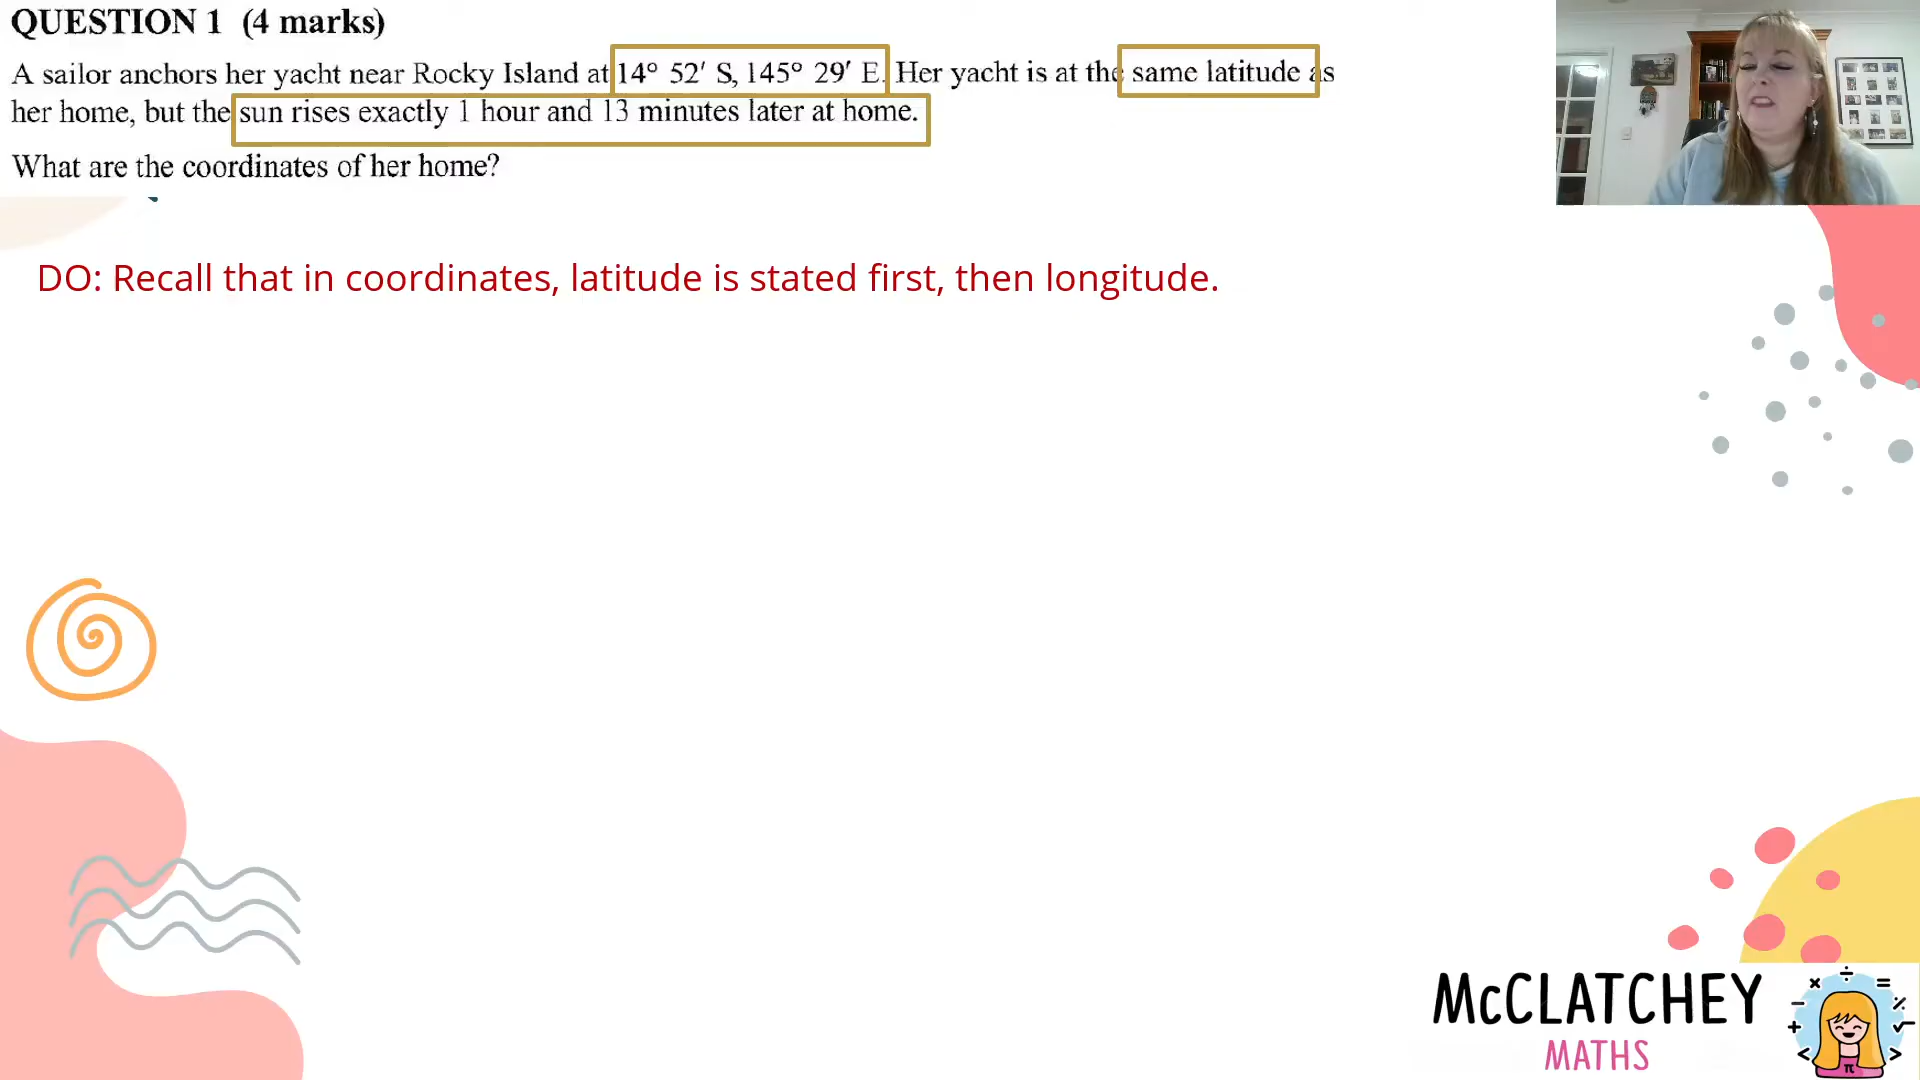 QUESTION 1 (4 marks)
A sailor anchors her yacht near Rocky Island at 14° 52′ S, 145° 29′ E. Her yacht is at the same latitude as
her home, but the sun rises exactly 1 hour and 13 minutes later at home.
What are the coordinates of her home?
DO: Recall that in coordinates, latitude is stated first, then longitude.
McCLATCHEY
MATHS